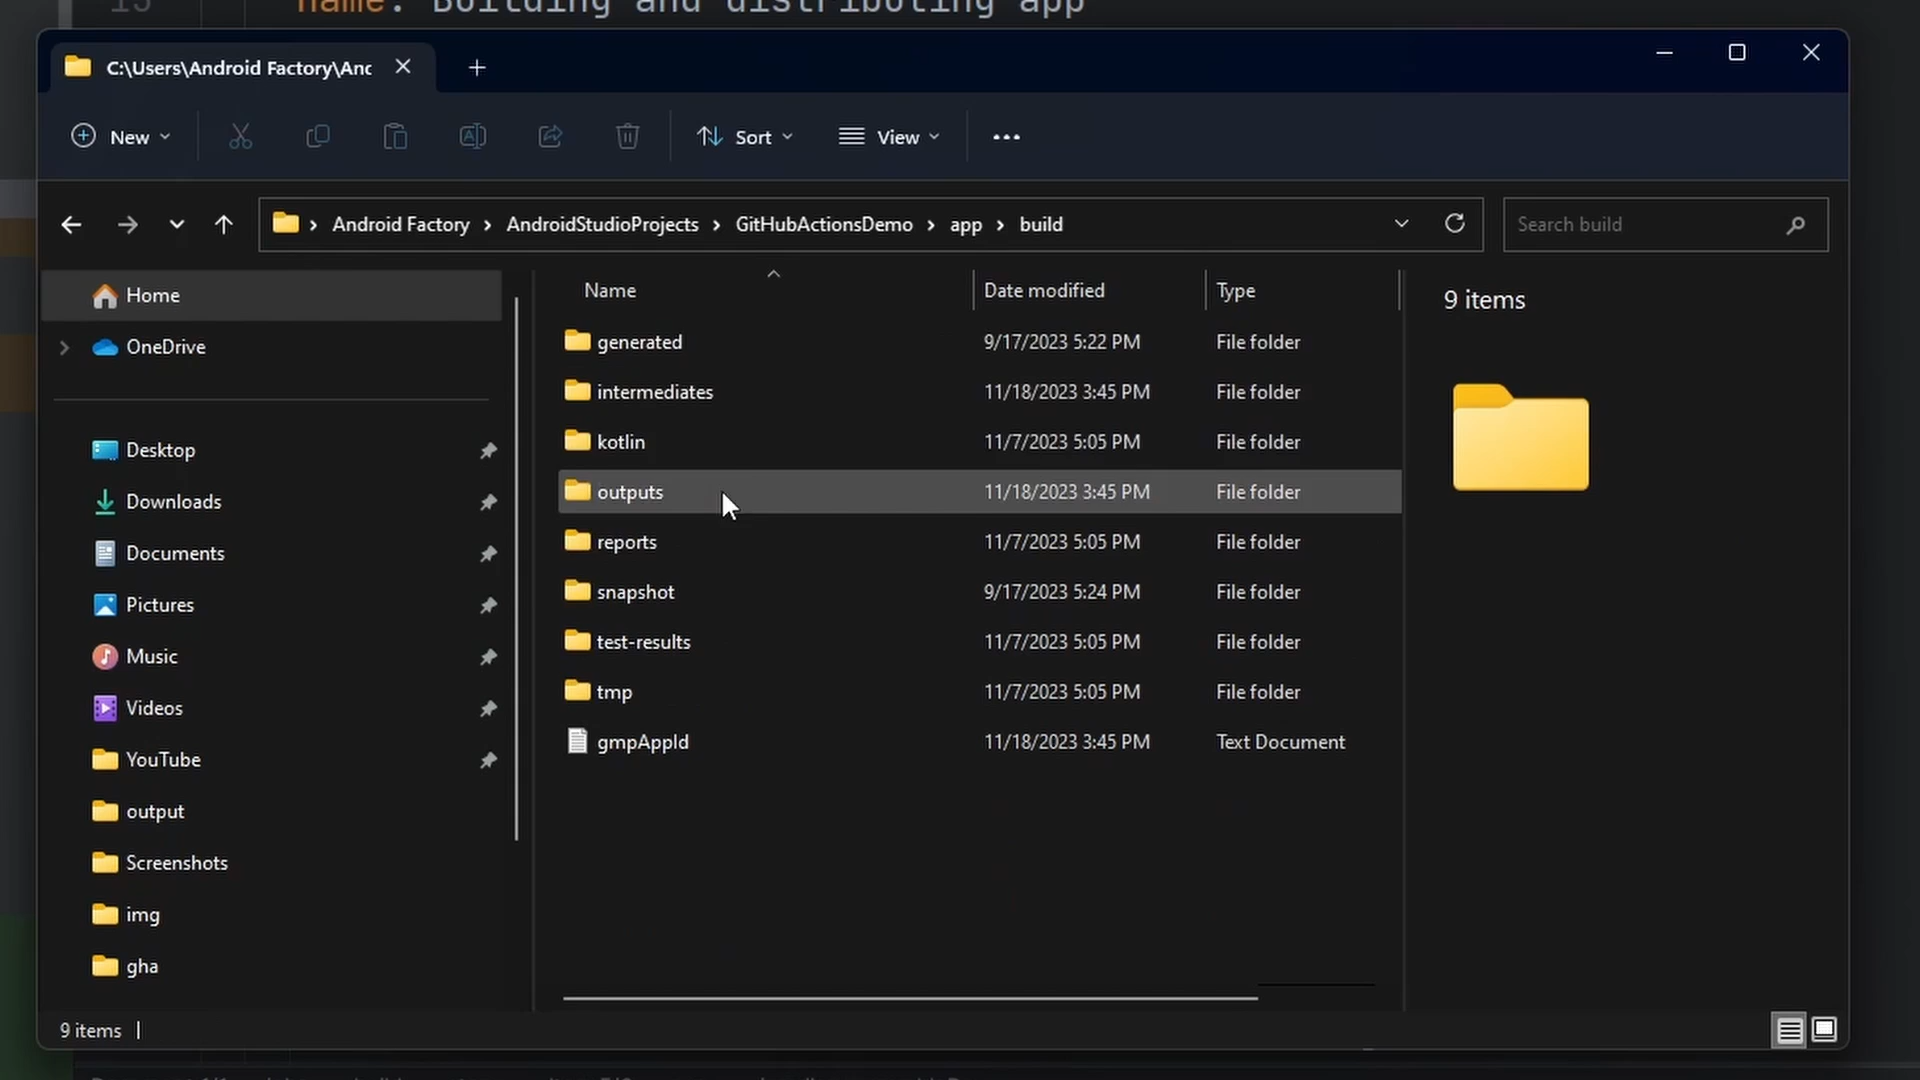 15 name: Building and distributing app
C:\Users\Android Factory\Anc
New
Sort
View
Android Factory > AndroidStudioProjects > GitHubActionsDemo > app > build
Search build
Home
OneDrive
Desktop
Downloads
Documents
Pictures
Music
Videos
YouTube
output
Screenshots
img
gha
Name Date modified Type
generated 9/17/2023 5:22 PM File folder
intermediates 11/18/2023 3:45 PM File folder
kotlin 11/7/2023 5:05 PM File folder
outputs 11/18/2023 3:45 PM File folder
reports 11/7/2023 5:05 PM File folder
snapshot 9/17/2023 5:24 PM File folder
test-results 11/7/2023 5:05 PM File folder
tmp 11/7/2023 5:05 PM File folder
gmpAppId 11/18/2023 3:45 PM Text Document
9 items
9 items